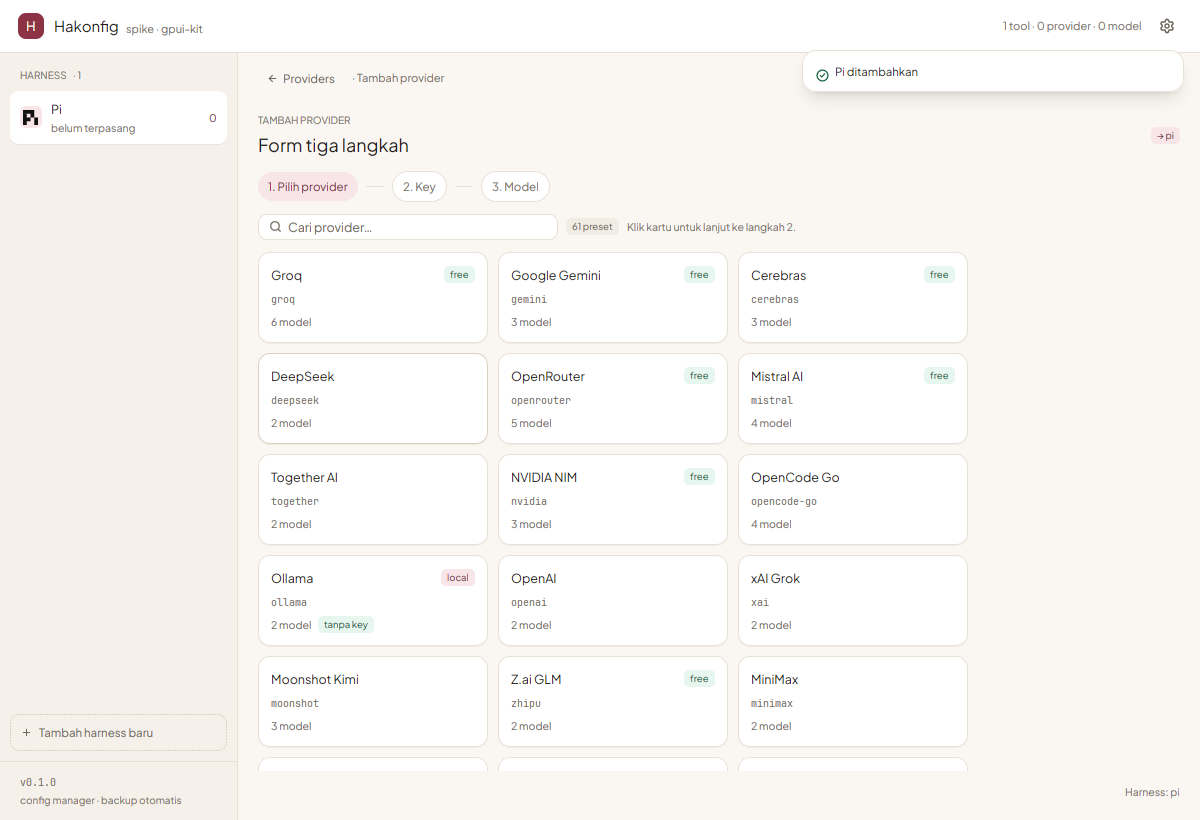 H Hakonfig spike · gpui-kit
1 tool · 0 provider · 0 model
HARNESS · 1
Pi
belum terpasang
0
Tambah harness baru
v0.1.0
config manager · backup otomatis
← Providers · Tambah provider
Pi ditambahkan
TAMBAH PROVIDER
Form tiga langkah
→ pi
1. Pilih provider
2. Key
3. Model
Cari provider...
61 preset
Klik kartu untuk lanjut ke langkah 2.
Groq free
groq
6 model
Google Gemini free
gemini
3 model
Cerebras free
cerebras
3 model
DeepSeek
deepseek
2 model
OpenRouter free
openrouter
5 model
Mistral AI free
mistral
4 model
Together AI
together
2 model
NVIDIA NIM free
nvidia
3 model
OpenCode Go
opencode-go
4 model
Ollama local
ollama
2 model tanpa key
OpenAI
openai
2 model
xAI Grok
xai
2 model
Moonshot Kimi
moonshot
3 model
Z.ai GLM free
zhipu
2 model
MiniMax
minimax
2 model
Harness: pi